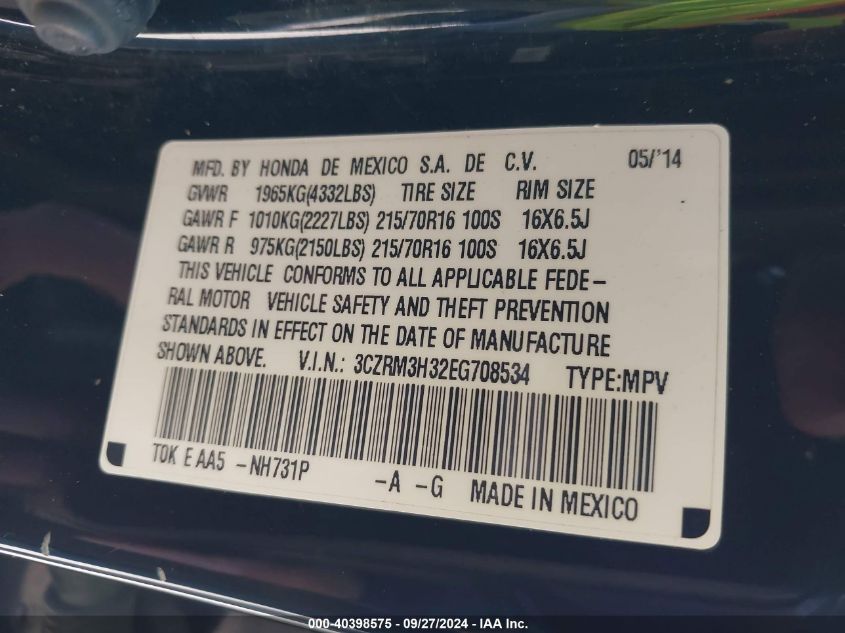 MFD. BY HONDA DE MEXICO S.A. DE C.V. 05/'14
GVWR 1965KG(4332LBS) TIRE SIZE RIM SIZE
GAWR F 1010KG(2227LBS) 215/70R16 100S 16X6.5J
GAWR R 975KG(2150LBS) 215/70R16 100S 16X6.5J
THIS VEHICLE CONFORMS TO ALL APPLICABLE FEDE-
RAL MOTOR VEHICLE SAFETY AND THEFT PREVENTION
STANDARDS IN EFFECT ON THE DATE OF MANUFACTURE
SHOWN ABOVE. V.I.N.: 3CZRM3H32EG708534 TYPE:MPV
T0K E AA5 -NH731P -A -G MADE IN MEXICO
000-40398575 - 09/27/2024 - IAA Inc.